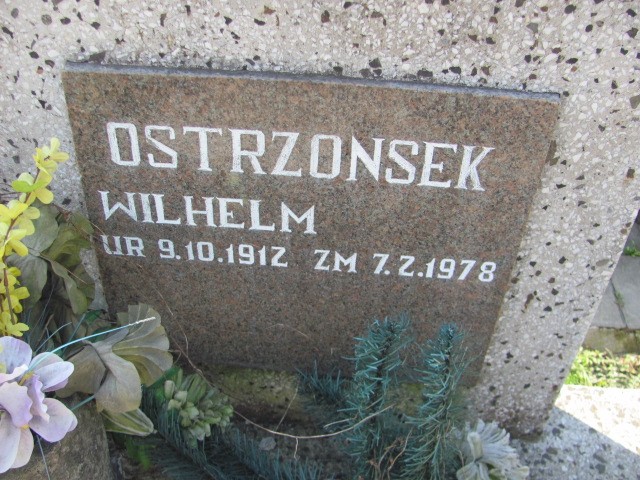 OSTRZONSEK
WILHELM
UR 9.10.1912 ZM 7.2.1978